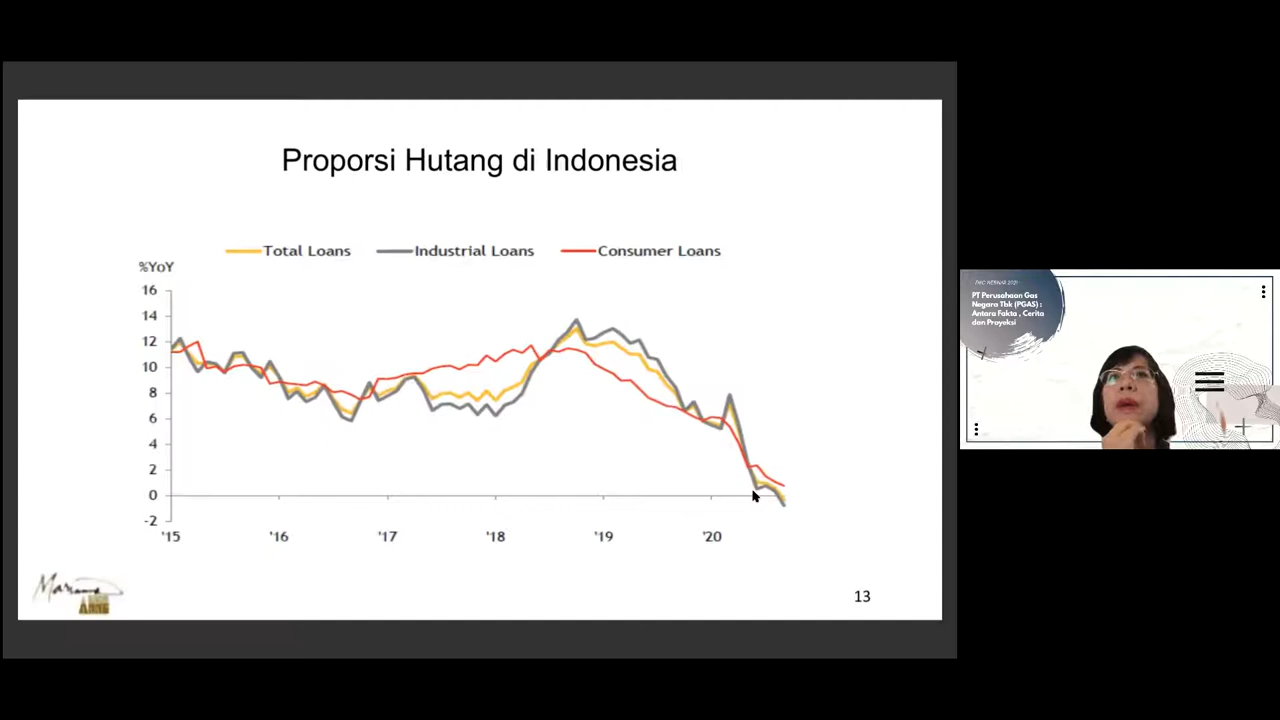 Proporsi Hutang di Indonesia
Total Loans Industrial Loans Consumer Loans
%YoY
16
14
12
10
8
6
4
2
0
-2
'15 '16 '17 '18 '19 '20
13
PT Perusahaan Gas
Negara Tbk (PGAS) :
Antara Fakta , Cerita
dan Proyeksi